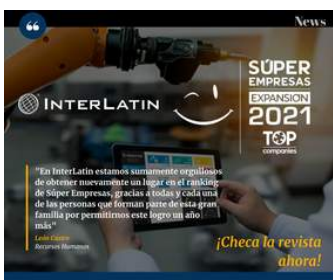 News
INTERLATIN
SÚPER
EMPRESAS
EXPANSIÓN
2021
TOP
companies
"En InterLatin estamos sumamente orgullosos
de obtener nuevamente un lugar en el ranking
de Súper Empresas, gracias a todas y cada una
de las personas que forman parte de esta gran
familia por permitirnos este logro un año
más"
León Castro
Recursos Humanos
¡Checa la revista
ahora!